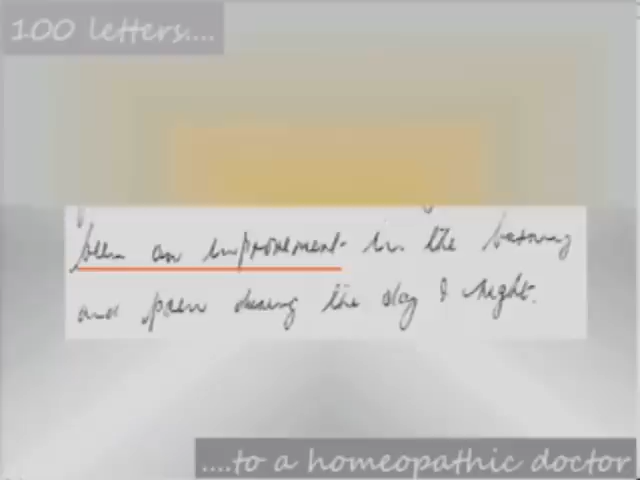 100 letters....
been an improvement in the burning
and pain during the day & night.
....to a homeopathic doctor